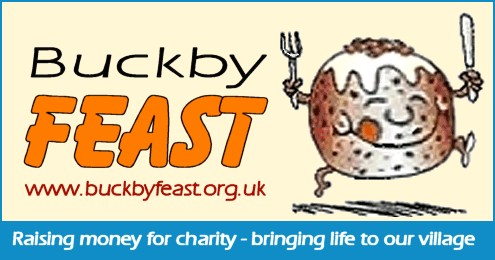 Buckby
FEAST
www.buckbyfeast.org.uk
Raising money for charity - bringing life to our village